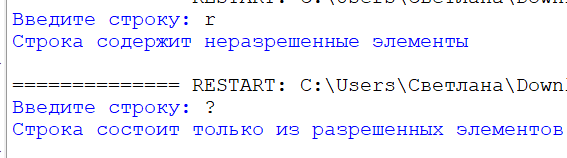 Введите строку: r
Строка содержит неразрешенные элементы
============== RESTART: C:\Users\Светлана\Down
Введите строку: ?
Строка состоит только из разрешенных элементов